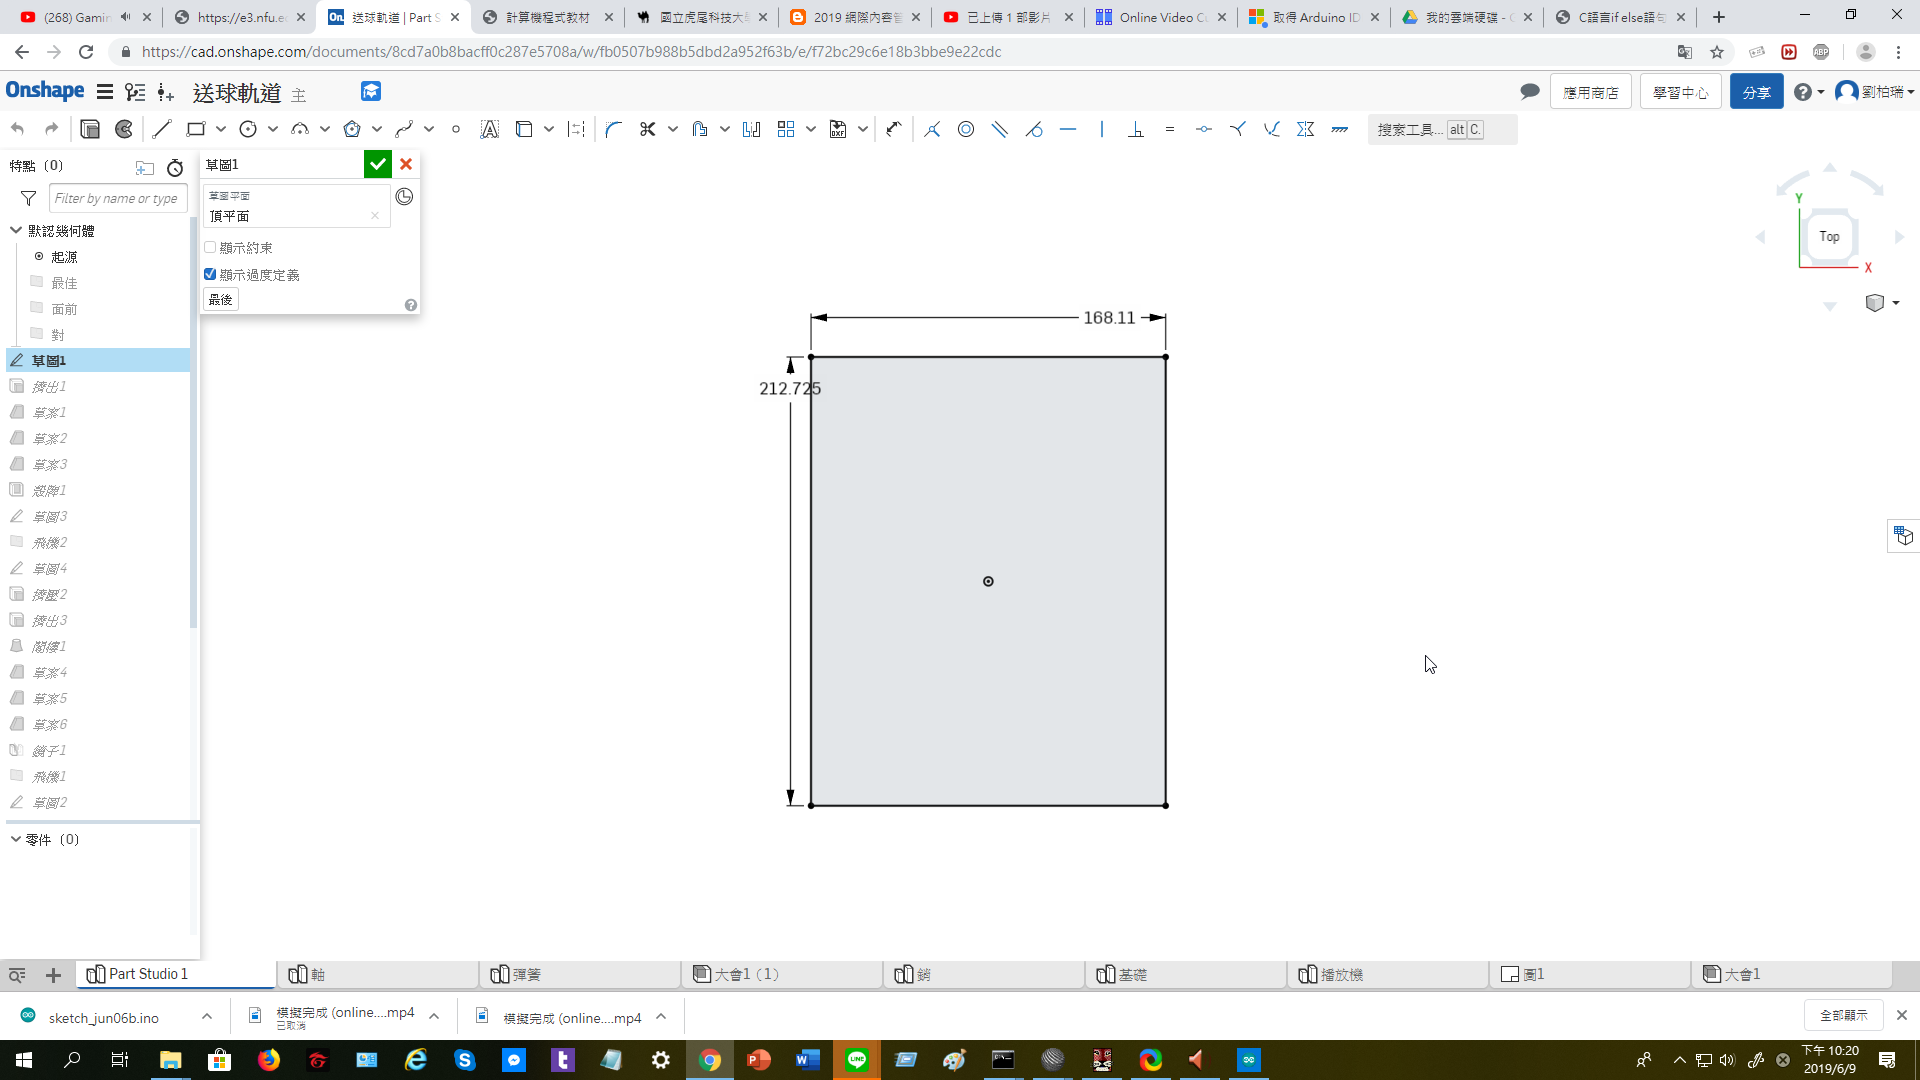 (268) Gamin
https://e3.nfu.e
送球軌道 | Part S
計算機程式教材
國立虎尾科技大
2019 網際內容管
已上傳 1 部影片
Online Video Cu
取得 Arduino ID
我的雲端硬碟 -
C語言if else語句
https://cad.onshape.com/documents/8cd7a0b8bacff0c287e5708a/w/fb0507b988b5dbd2a952f63b/e/f72bc29c6e18b3bbe9e22cdc
Onshape
送球軌道 主
應用商店
學習中心
分享
劉柏瑞
搜索工具... alt C.
特點 (0)
Filter by name or type
默認幾何體
起源
最佳
面前
對
草圖1
擠出1
草案1
草案2
草案3
殼牌1
草圖3
飛機2
草圖4
擠壓2
擠出3
閣樓1
草案4
草案5
草案6
鏡子1
飛機1
草圖2
零件 (0)
草圖1
草圖平面
頂平面
顯示約束
顯示過度定義
最後
168.11
212.725
Y
Top
X
Part Studio 1
軸
彈簧
大會1 (1)
銷
基礎
播放機
圖1
大會1
sketch_jun06b.ino
模擬完成 (online....mp4
已取消
模擬完成 (online....mp4
全部顯示
下午 10:20
2019/6/9